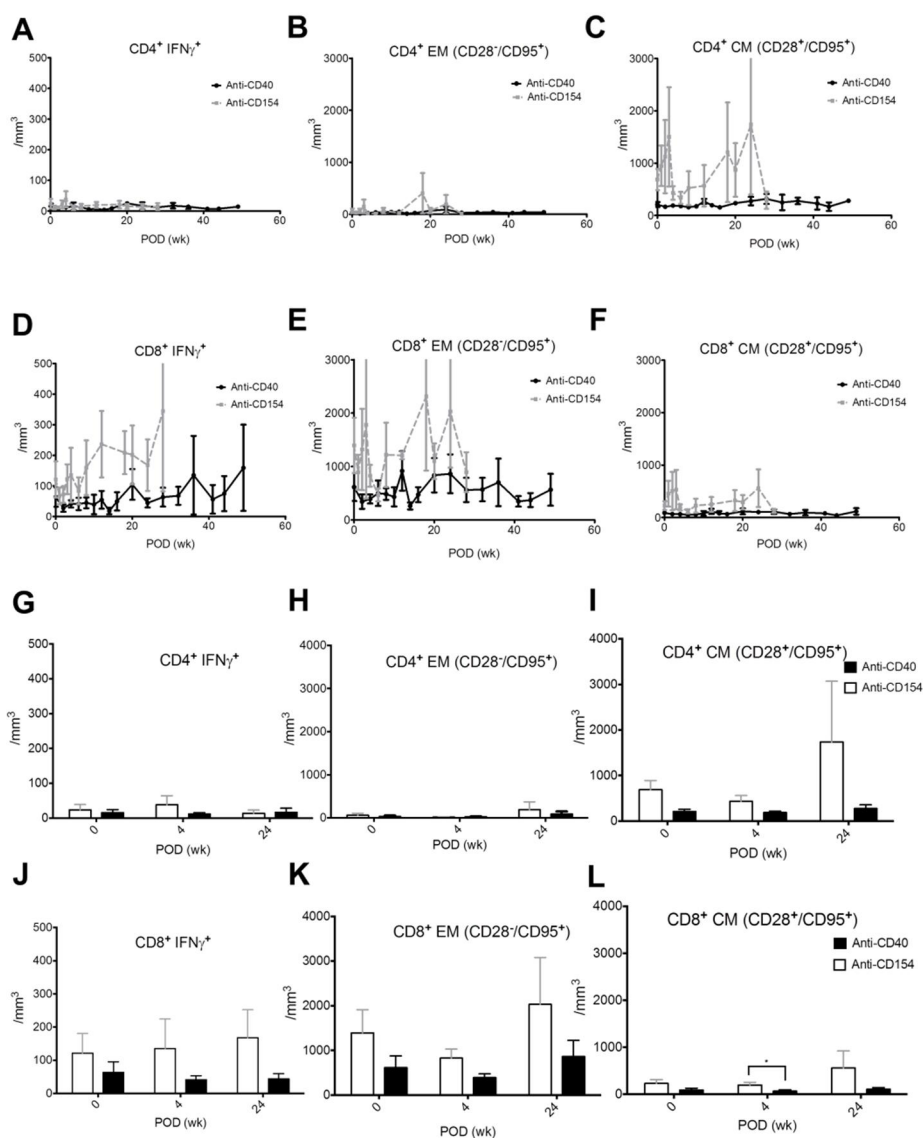 A
CD4⁺ IFNγ⁺
500
400
300
200
100
0
/mm³
Anti-CD40
Anti-CD154
0 20 40 60
POD (wk)
B
CD4⁺ EM (CD28⁻/CD95⁺)
3000
2000
1000
0
/mm³
Anti-CD40
Anti-CD154
0 20 40 60
POD (wk)
C
CD4⁺ CM (CD28⁺/CD95⁺)
3000
2000
1000
0
/mm³
Anti-CD40
Anti-CD154
0 20 40 60
POD (wk)
D
CD8⁺ IFNγ⁺
500
400
300
200
100
0
/mm³
Anti-CD40
Anti-CD154
0 20 40 60
POD (wk)
E
CD8⁺ EM (CD28⁻/CD95⁺)
3000
2000
1000
0
/mm³
Anti-CD40
Anti-CD154
0 20 40 60
POD (wk)
F
CD8⁺ CM (CD28⁺/CD95⁺)
3000
2000
1000
0
/mm³
Anti-CD40
Anti-CD154
0 20 40 60
POD (wk)
G
CD4⁺ IFNγ⁺
500
400
300
200
100
0
/mm³
0 4 24
POD (wk)
H
CD4⁺ EM (CD28⁻/CD95⁺)
4000
3000
2000
1000
0
/mm³
0 4 24
POD (wk)
I
CD4⁺ CM (CD28⁺/CD95⁺)
4000
3000
2000
1000
0
/mm³
Anti-CD40
Anti-CD154
0 4 24
POD (wk)
J
CD8⁺ IFNγ⁺
500
400
300
200
100
0
/mm³
0 4 24
POD (wk)
K
CD8⁺ EM (CD28⁻/CD95⁺)
4000
3000
2000
1000
0
/mm³
0 4 24
POD (wk)
L
CD8⁺ CM (CD28⁺/CD95⁺)
4000
3000
2000
1000
0
/mm³
Anti-CD40
Anti-CD154
*
0 4 24
POD (wk)